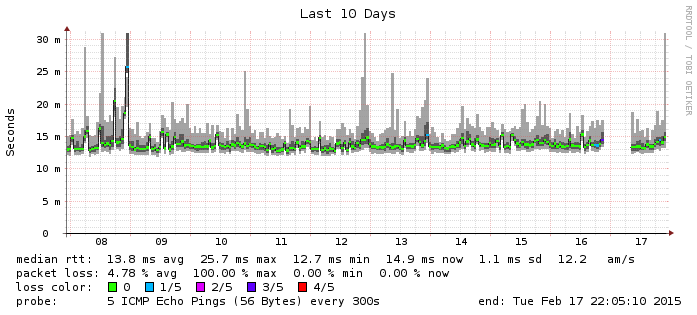 Last 10 Days
RRDTOOL / TOBI OETIKER
Seconds
30 m
25 m
20 m
15 m
10 m
5 m
0
08 09 10 11 12 13 14 15 16 17
median rtt: 13.8 ms avg 25.7 ms max 12.7 ms min 14.9 ms now 1.1 ms sd 12.2 am/s
packet loss: 4.78 % avg 100.00 % max 0.00 % min 0.00 % now
loss color: 0 1/5 2/5 3/5 4/5
probe: 5 ICMP Echo Pings (56 Bytes) every 300s end: Tue Feb 17 22:05:10 2015